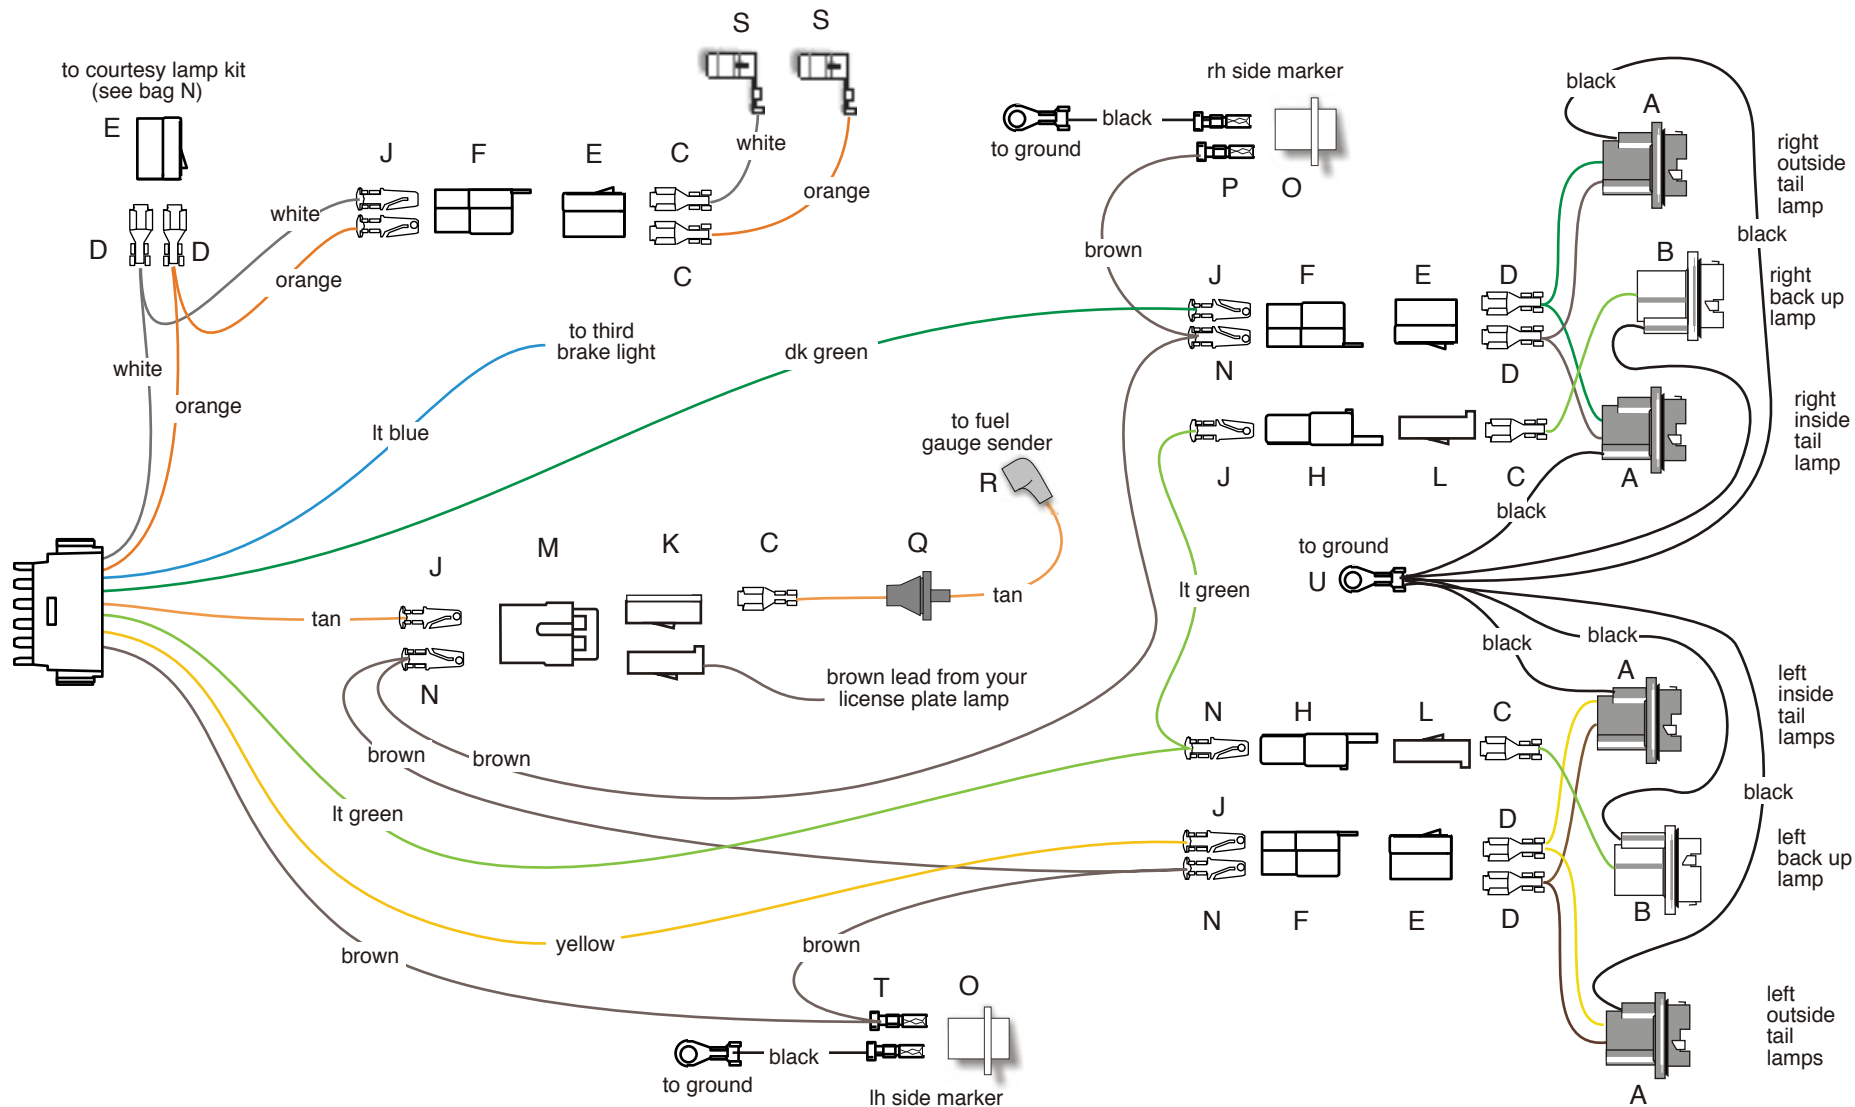 S
S
to courtesy lamp kit
(see bag N)
E
J
F
E
C
white
orange
white
orange
C
D
D
white
orange
rh side marker
black
to ground
P
O
brown
black
A
right
outside
tail
lamp
black
B
right
back up
lamp
J
F
E
D
N
D
right
inside
tail
lamp
J
H
L
C
A
black
to third
brake light
dk green
lt blue
to fuel
gauge sender
R
J
M
K
C
Q
tan
tan
N
brown lead from your
license plate lamp
brown
brown
lt green
lt green
to ground
U
black
black
A
left
inside
tail
lamps
N
H
L
C
black
J
D
left
back up
lamp
N
F
E
D
B
yellow
brown
brown
T
O
black
to ground
lh side marker
left
outside
tail
lamps
A